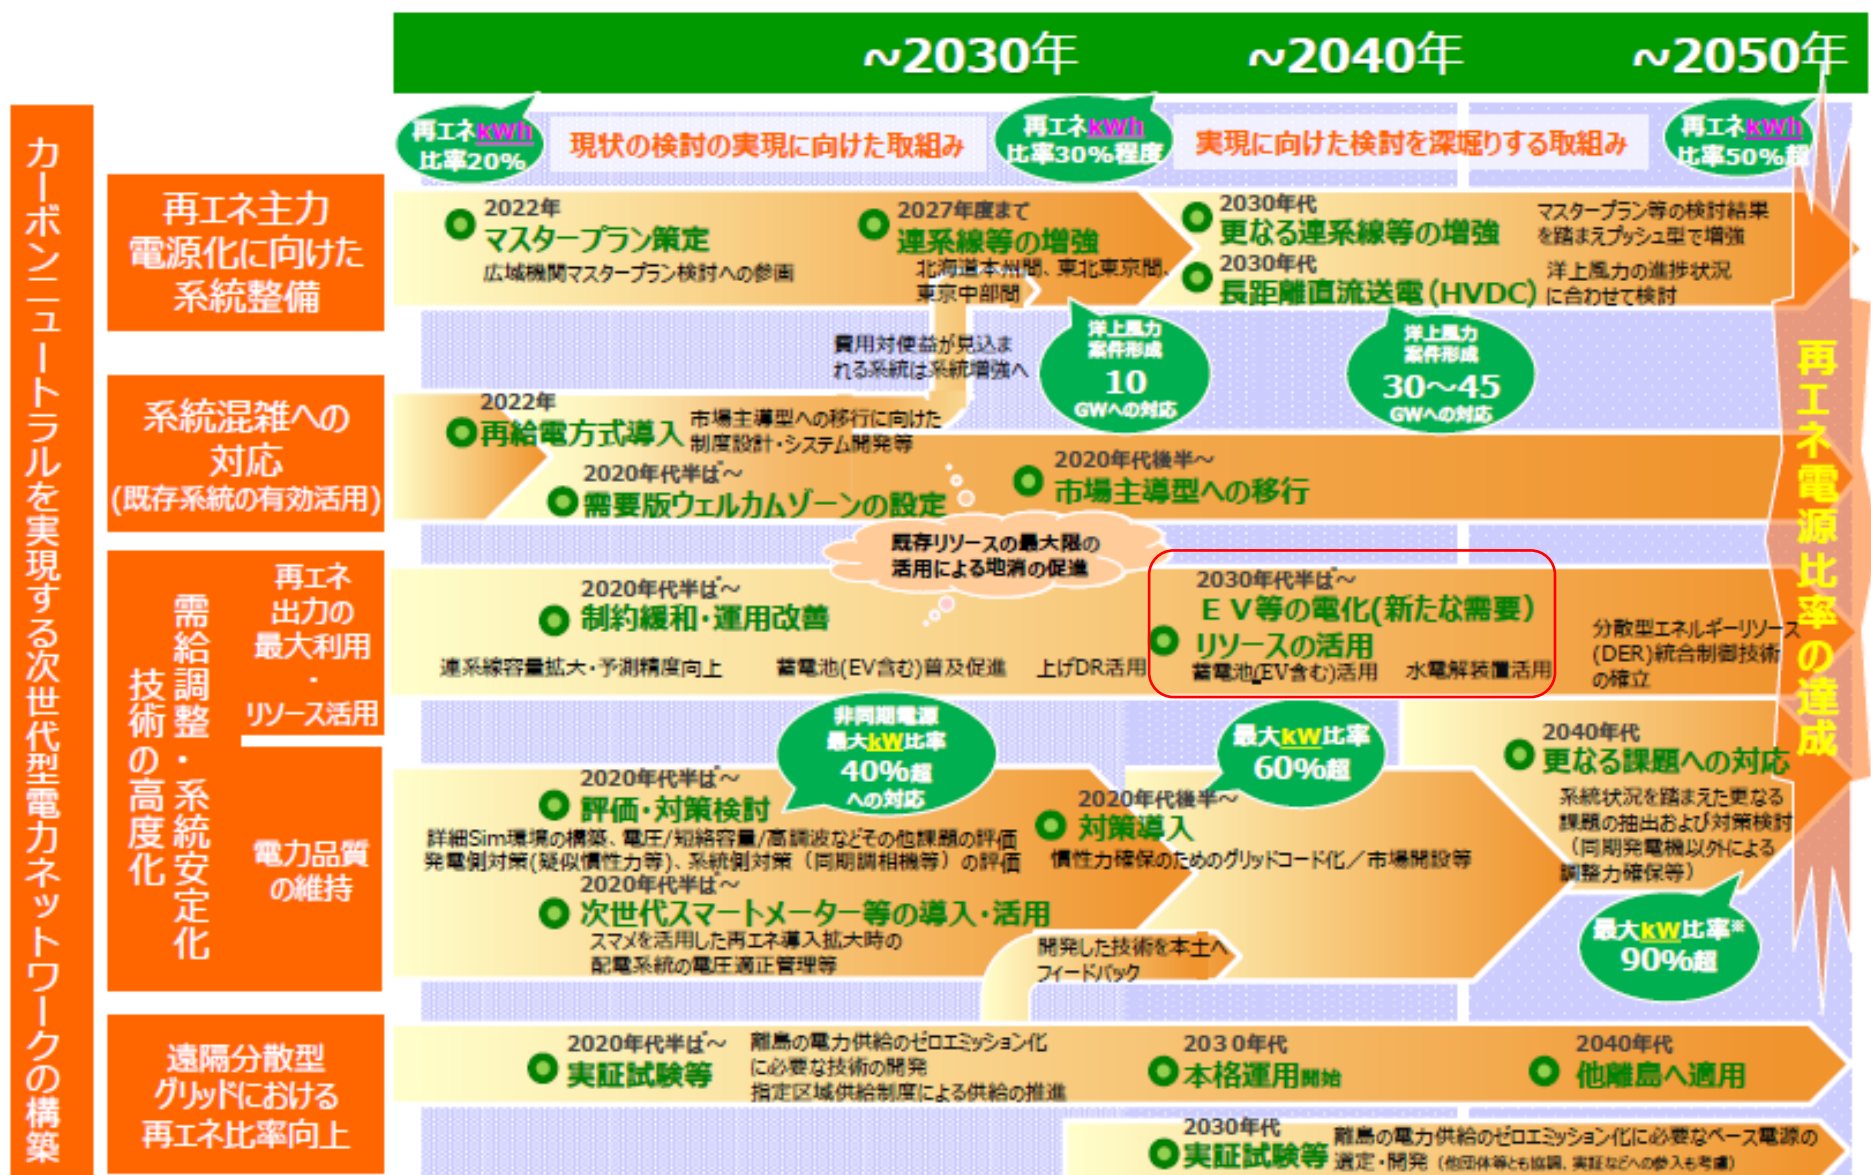 ~2030年
~2040年
~2050年
カーボンニュートラルを実現する次世代型電力ネットワークの構築
再エネkWh
比率20%
現状の検討の実現に向けた取組み
再エネkWh
比率30%程度
実現に向けた検討を深堀りする取組み
再エネkWh
比率50%超
再エネ主力
電源化に向けた
系統整備
2022年
マスタープラン策定
広域機関マスタープラン検討への参画
2027年度まで
連系線等の増強
北海道本州間、東北東京間、
東京中部間
2030年代
更なる連系線等の増強
マスタープラン等の検討結果
を踏まえプッシュ型で増強
2030年代
長距離直流送電(HVDC)
洋上風力の進捗状況
に合わせて検討
費用対便益が見込ま
れる系統は系統増強へ
洋上風力
案件形成
10
GWへの対応
洋上風力
案件形成
30～45
GWへの対応
再エネ電源比率の達成
系統混雑への
対応
(既存系統の有効活用)
2022年
再給電方式導入
市場主導型への移行に向けた
制度設計・システム開発等
2020年代半ば～
需要版ウェルカムゾーンの設定
2020年代後半～
市場主導型への移行
既存リソースの最大限の
活用による地消の促進
需給調整・系統安定化
技術の高度化
再エネ
出力の
最大利用
・
リソース活用
2020年代半ば～
制約緩和・運用改善
連系線容量拡大・予測精度向上
蓄電池(EV含む)普及促進
上げDR活用
2030年代半ば～
ＥＶ等の電化(新たな需要)
リソースの活用
蓄電池(EV含む)活用
水電解装置活用
分散型エネルギーリソース
(DER)統合制御技術
の確立
電力品質
の維持
非同期電源
最大kW比率
40%超
への対応
最大kW比率
60%超
2020年代半ば～
評価・対策検討
詳細Sim環境の構築、電圧/短絡容量/高調波などその他課題の評価
発電側対策(疑似慣性力等)、系統側対策（同期調相機等）の評価
2020年代後半～
対策導入
慣性力確保のためのグリッドコード化／市場開設等
2040年代
更なる課題への対応
系統状況を踏まえた更なる
課題の抽出および対策検討
（同期発電機以外による
調整力確保等）
2020年代半ば～
次世代スマートメーター等の導入・活用
スマメを活用した再エネ導入拡大時の
配電系統の電圧適正管理等
開発した技術を本土へ
フィードバック
最大kW比率※
90%超
遠隔分散型
グリッドにおける
再エネ比率向上
2020年代半ば～
実証試験等
離島の電力供給のゼロエミッション化
に必要な技術の開発
指定区域供給制度による供給の推進
2０３０年代
本格運用開始
2040年代
他離島へ適用
2030年代
実証試験等
離島の電力供給のゼロエミッション化に必要なベース電源の
選定・開発（他団体等とも協調、実証などへの参入も考慮）